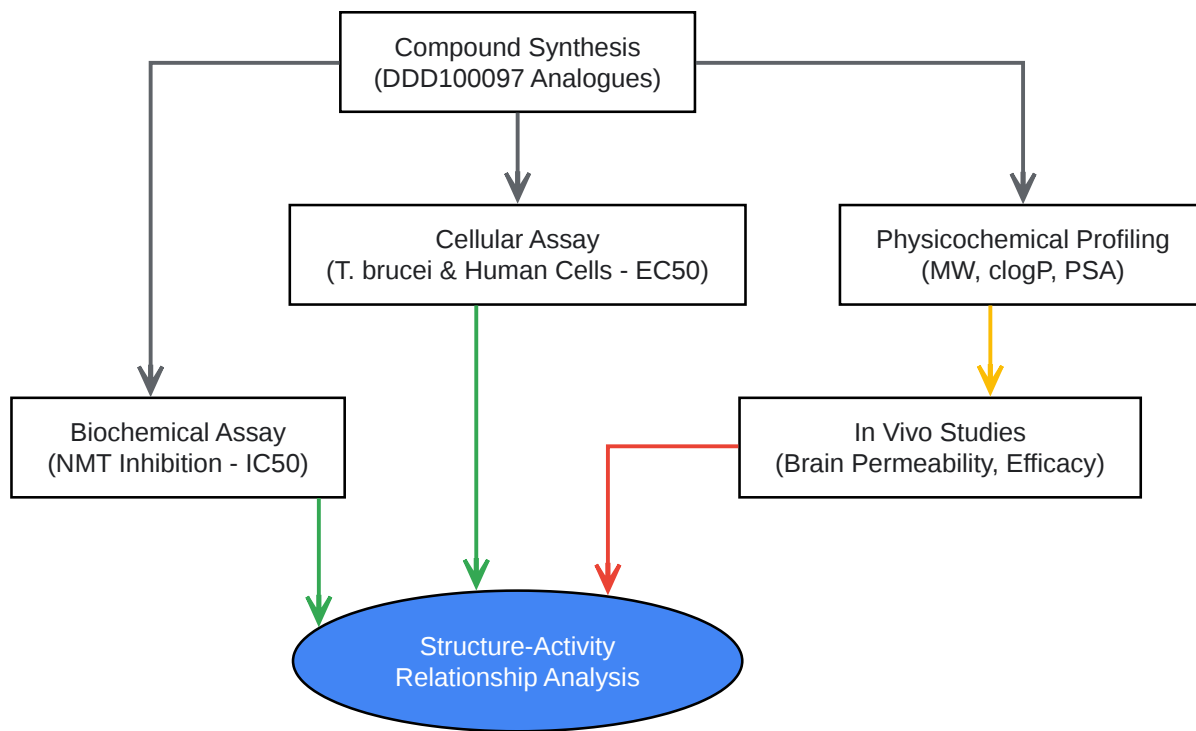 Compound Synthesis
(DDD100097 Analogues)
Cellular Assay
(T. brucei & Human Cells - EC50)
Physicochemical Profiling
(MW, clogP, PSA)
Biochemical Assay
(NMT Inhibition - IC50)
In Vivo Studies
(Brain Permeability, Efficacy)
Structure-Activity
Relationship Analysis